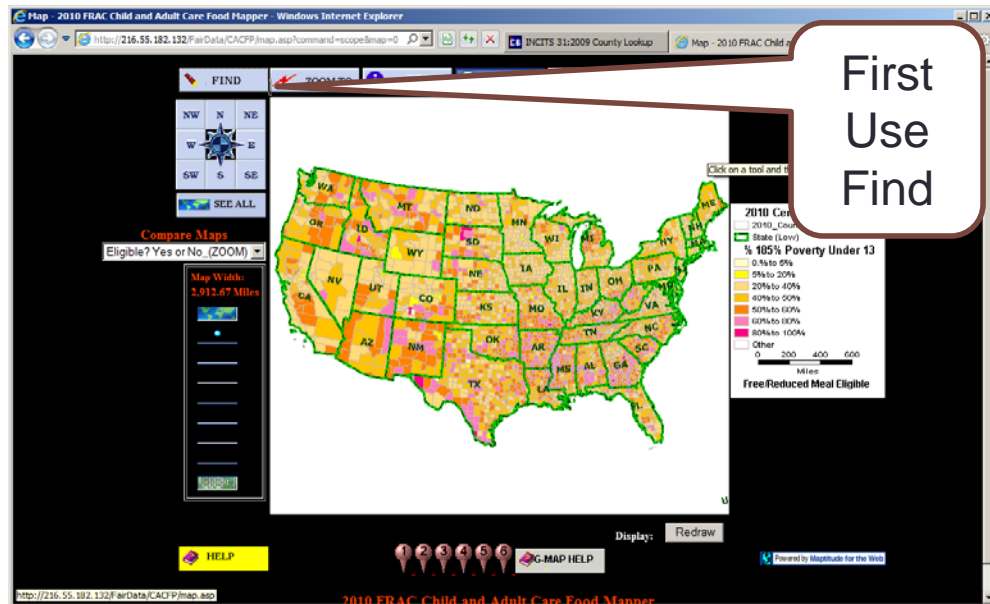 Map - 2010 FRAC Child and Adult Care Food Mapper - Windows Internet Explorer
http://216.55.182.132/FairData/CACFP/map.asp?command=scope&map=0
INCITS 31:2009 County Lookup
Map - 2010 FRAC Child a
First
Use
Find
FIND
ZOOM TO
NW N NE
W E
SW S SE
SEE ALL
Compare Maps
Eligible? Yes or No_(ZOOM)
Map Width:
2,912.67 Miles
Click on a tool and th
WA
MT
ND
MN
ME
OR
ID
SD
WI
MI
NY
NH
MA
WY
NE
IA
PA
NJ
NV
UT
CO
IL
IN
OH
MD
CA
KS
MO
KY
VA
AZ
NM
OK
AR
TN
NC
SC
TX
LA
MS
AL
GA
FL
2010 Cen
2010_Coun
State (Low)
% 185% Poverty Under 13
0.% to 5%
5% to 20%
20% to 40%
40% to 50%
50% to 60%
60% to 80%
80% to 100%
Other
0 200 400 600
Miles
Free/Reduced Meal Eligible
Display: Redraw
HELP
1 2 3 4 5 6
G-MAP HELP
Powered by Maptitude for the Web
http://216.55.182.132/FairData/CACFP/map.asp
2010 FRAC Child and Adult Care Food Mapper